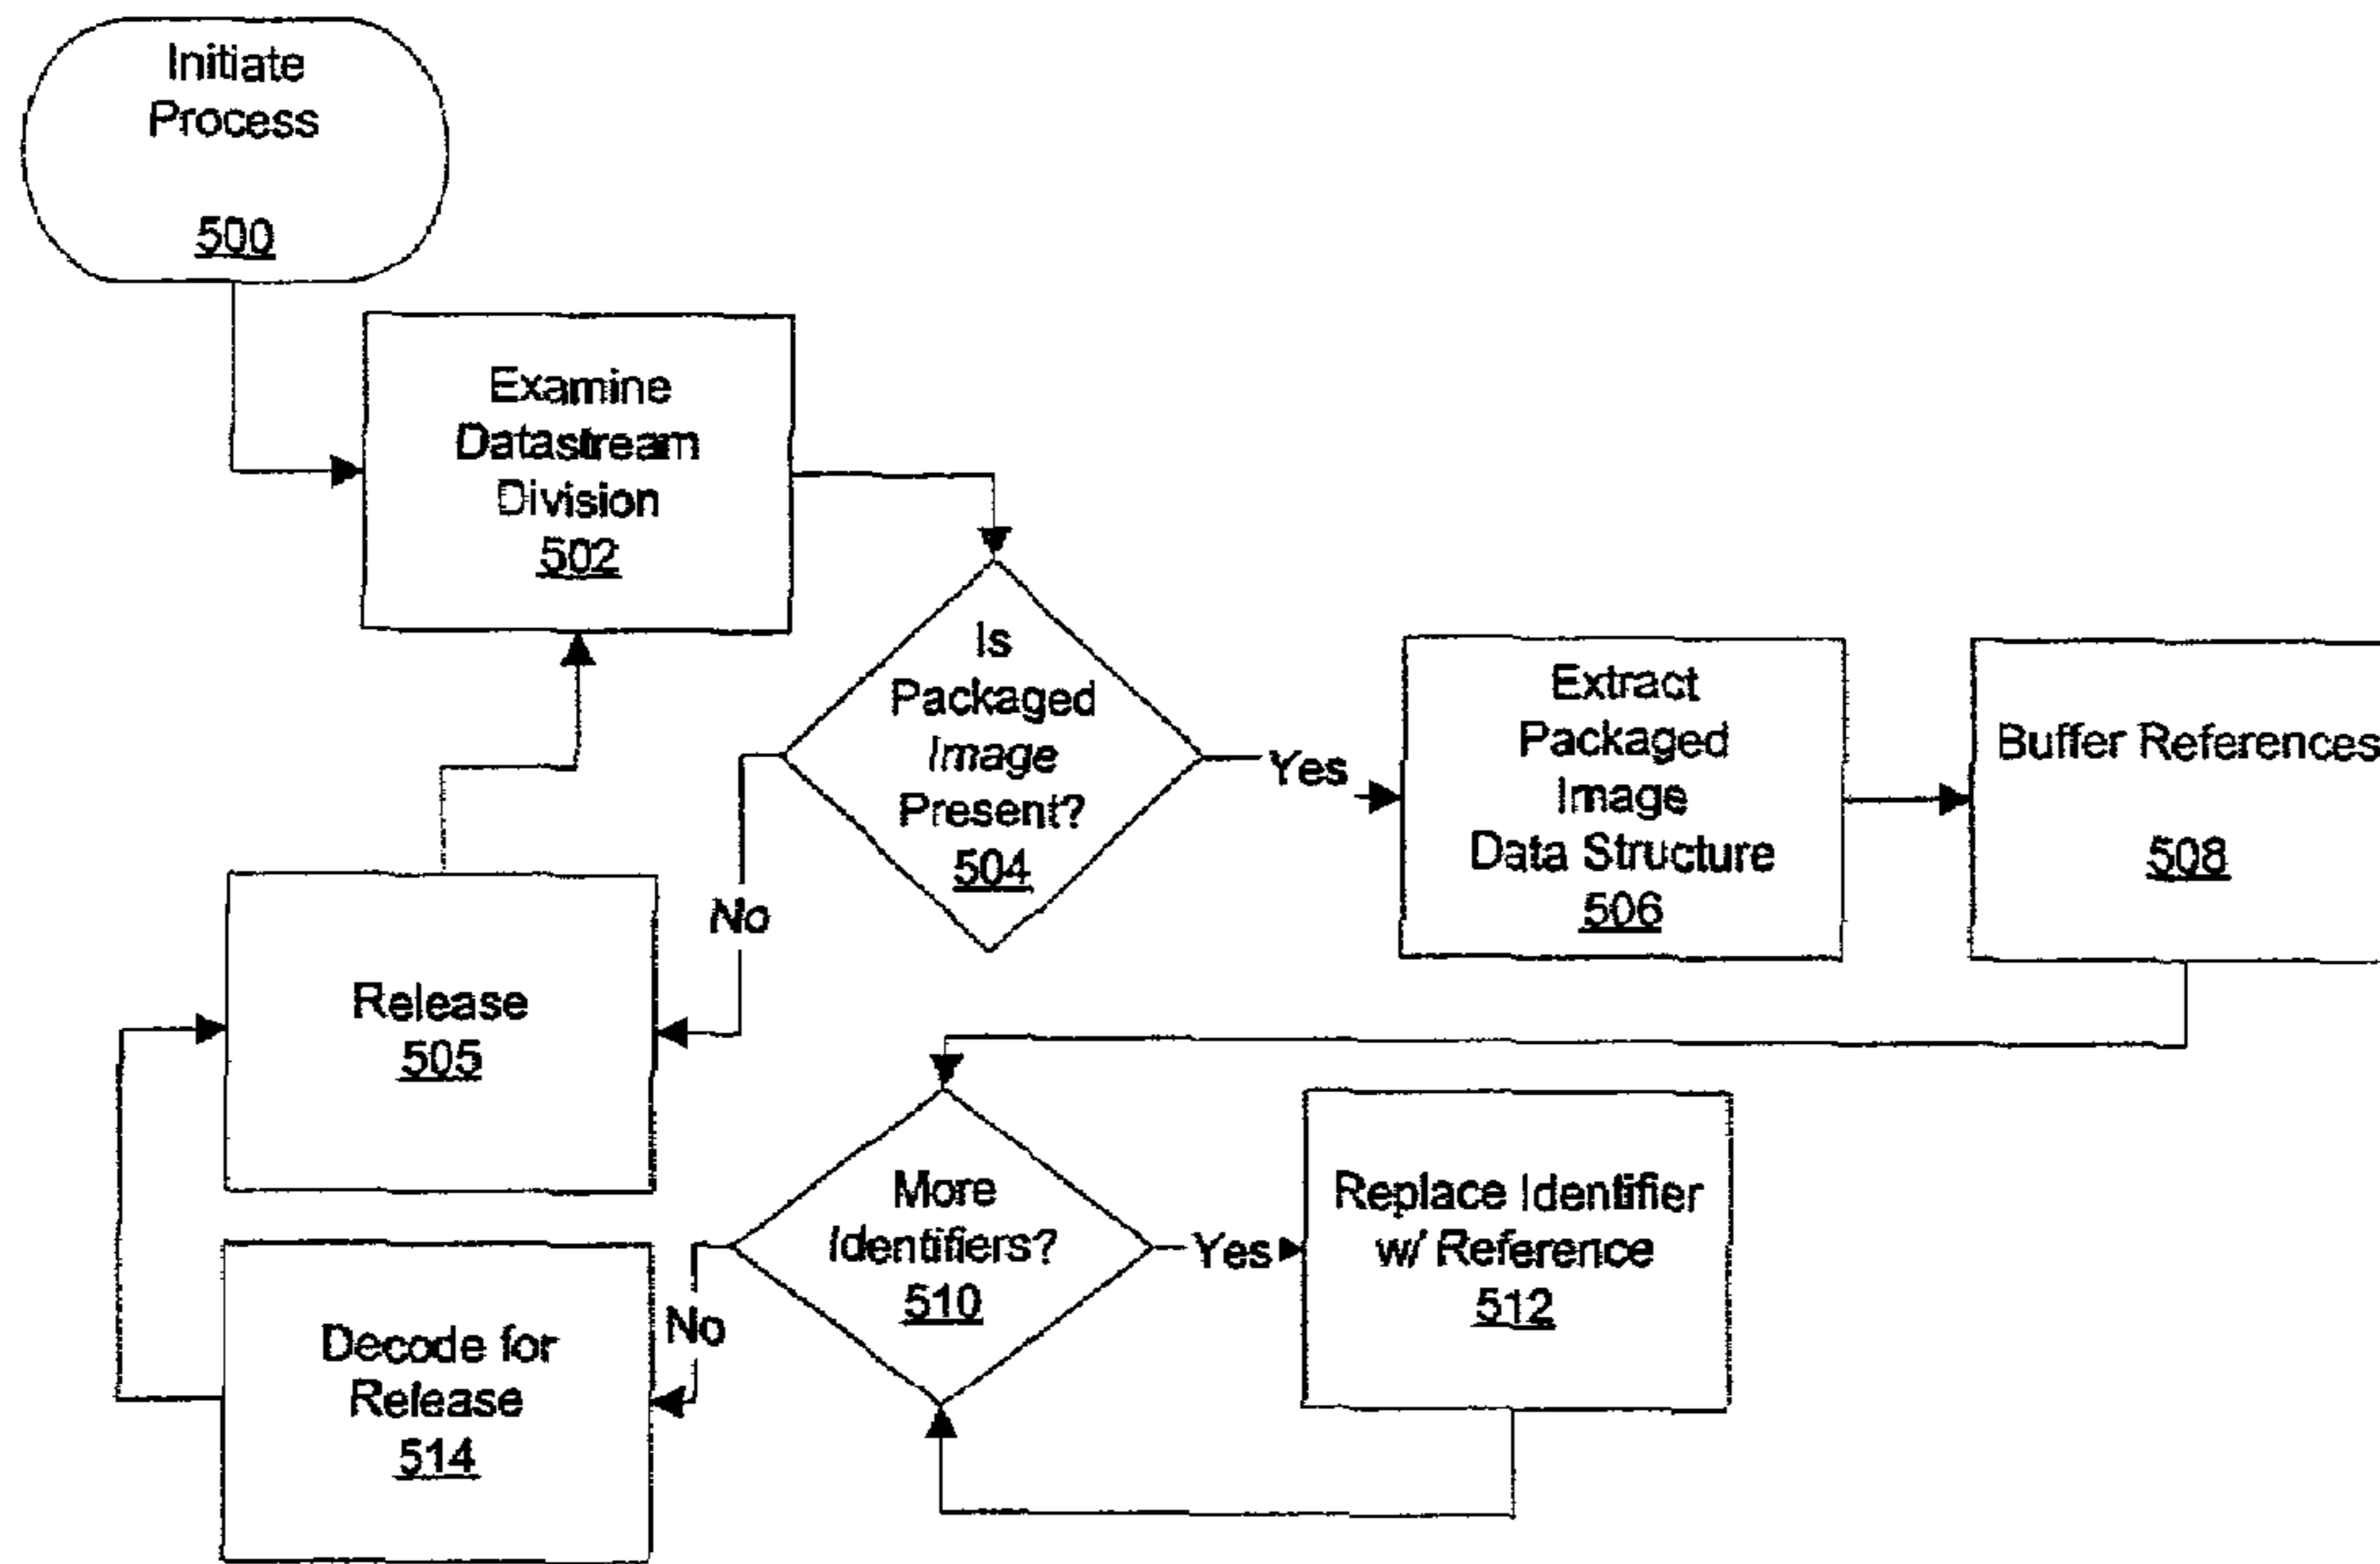 Initiate
Process
500
Examine
Datastream
Division
502
Is
Packaged
Image
Present?
504
Yes
No
Extract
Packaged
Image
Data Structure
506
Buffer References
508
Release
505
More
Identifiers?
510
Yes
No
Replace Identifier
w/ Reference
512
Decode for
Release
514